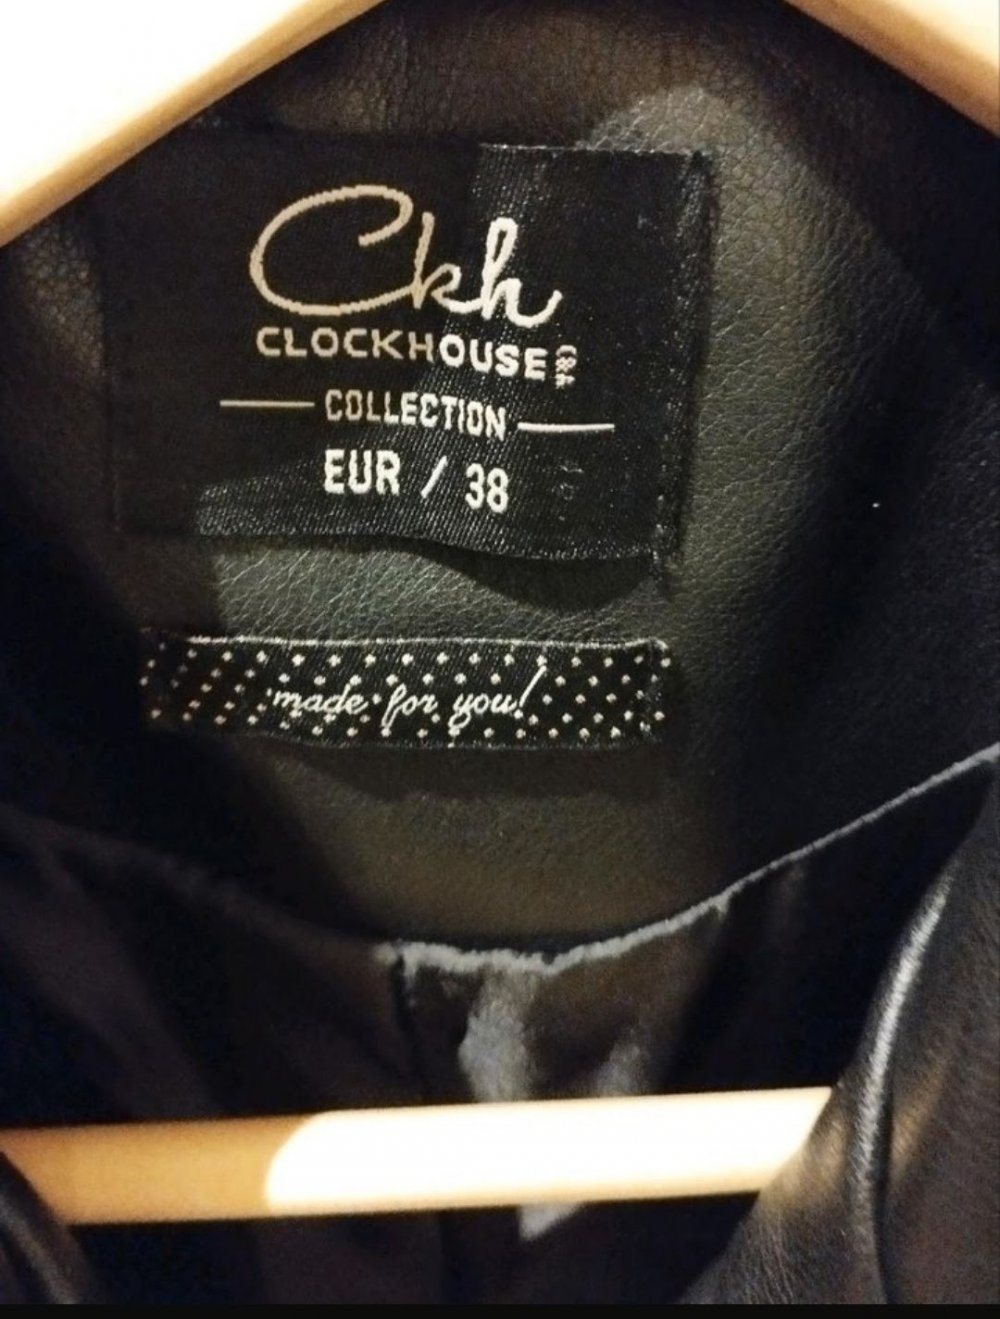 Ckh
CLOCKHOUSE C&A
COLLECTION
EUR / 38
made for you!